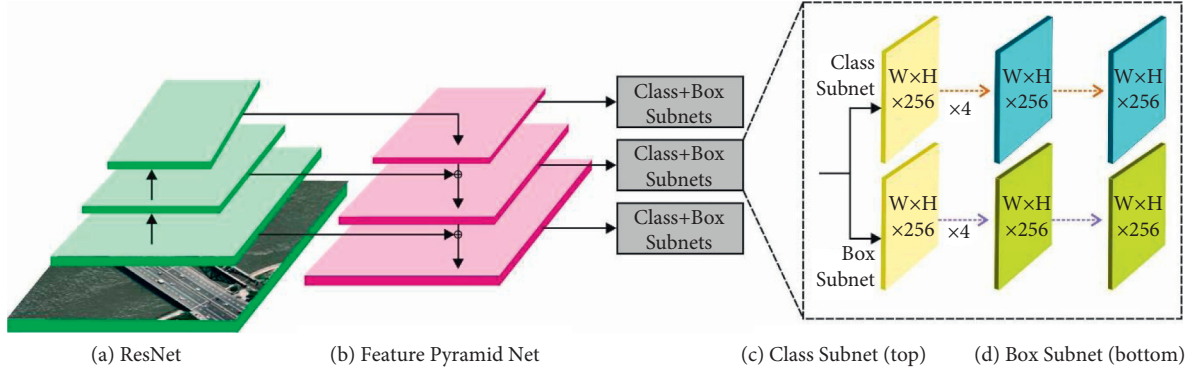 Class+Box
Subnets
Class+Box
Subnets
Class+Box
Subnets
Class
Subnet
W×H
×256
×4
W×H
×256
W×H
×256
Box
Subnet
W×H
×256
×4
W×H
×256
W×H
×256
(a) ResNet
(b) Feature Pyramid Net
(c) Class Subnet (top)
(d) Box Subnet (bottom)